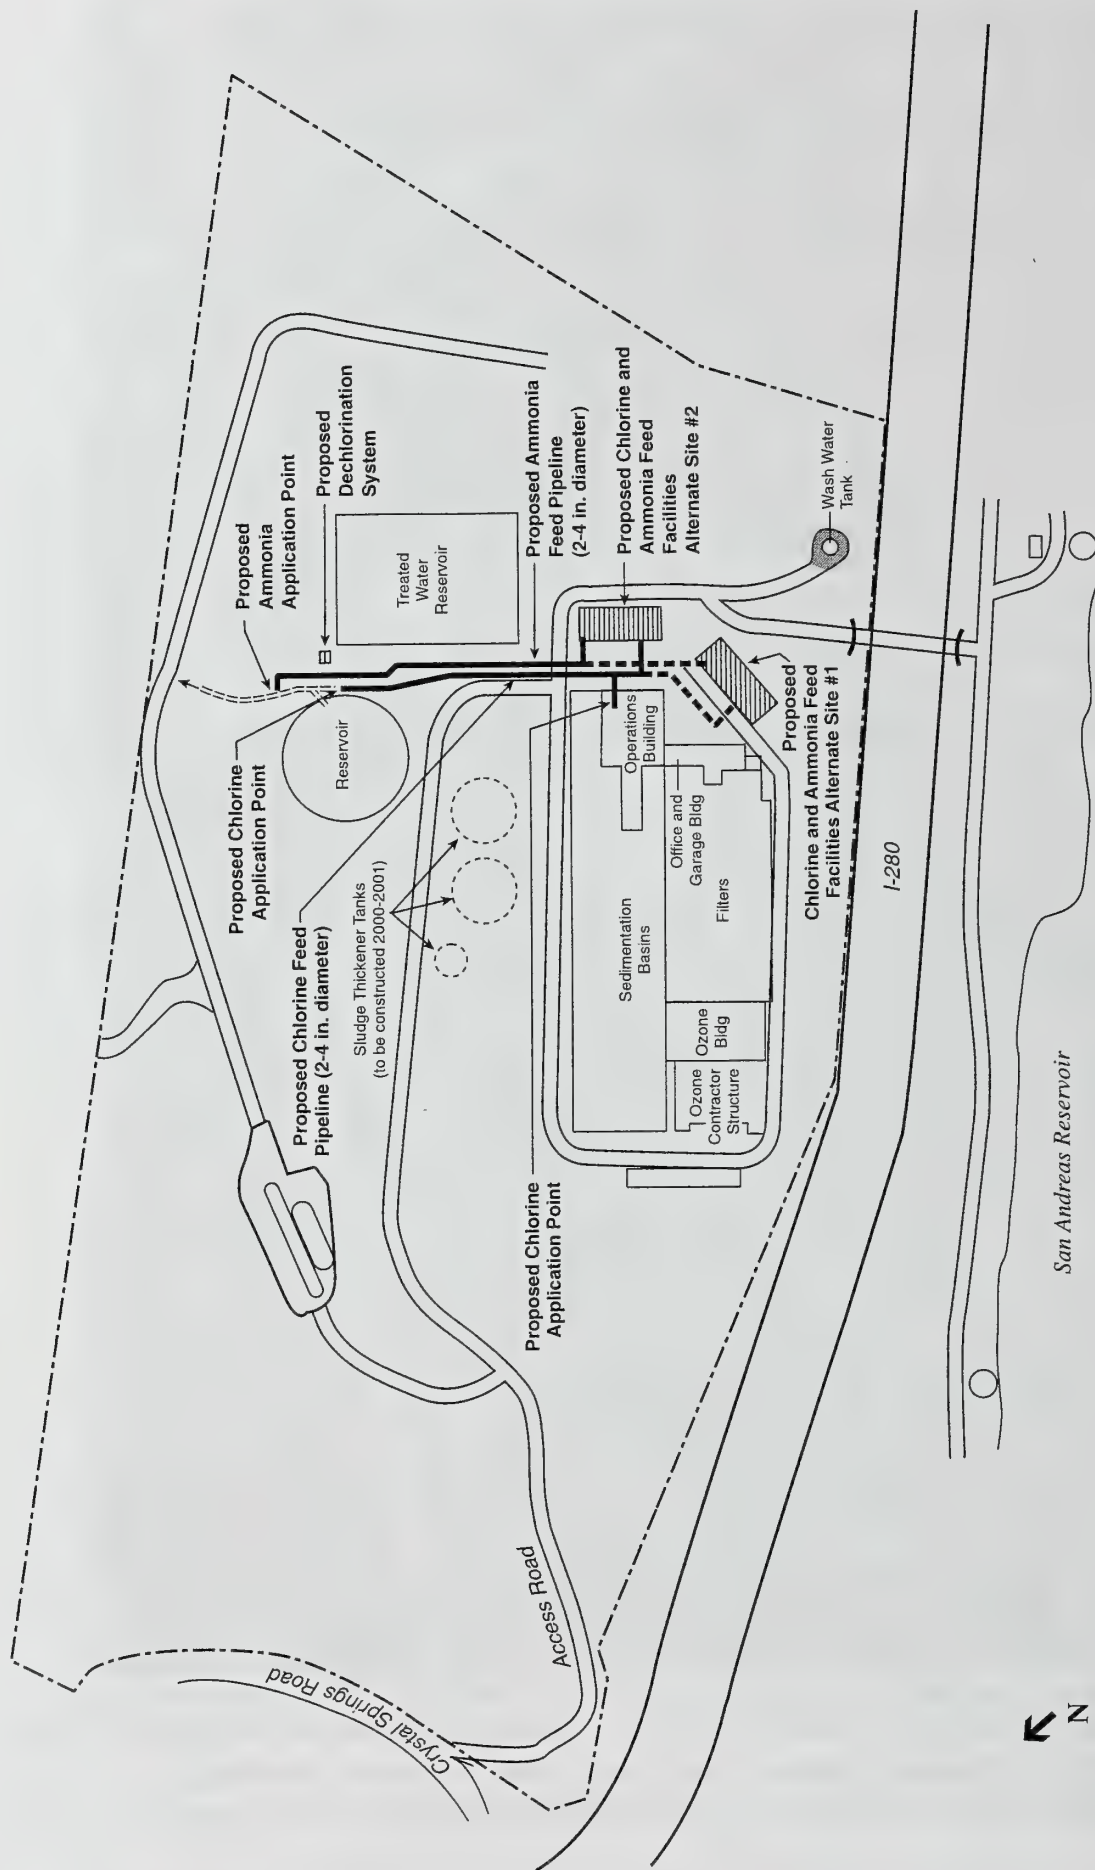 Proposed
Ammonia
Application Point
Proposed
Dechlorination
System
Proposed Chlorine
Application Point
Reservoir
Treated
Water
Reservoir
Proposed Ammonia
Feed Pipeline
(2-4 in. diameter)
Proposed Chlorine and
Ammonia Feed
Facilities
Alternate Site #2
Proposed Chlorine Feed
Pipeline (2-4 in. diameter)
Sludge Thickener Tanks
(to be constructed 2000-2001)
Proposed Chlorine
Application Point
Sedimentation
Basins
Operations
Building
Office and
Garage Bldg
Filters
Ozone
Bldg
Ozone
Contractor
Structure
Wash Water
Tank
Proposed
Chlorine and Ammonia Feed
Facilities Alternate Site #1
I-280
Access Road
Crystal Springs Road
San Andreas Reservoir
N